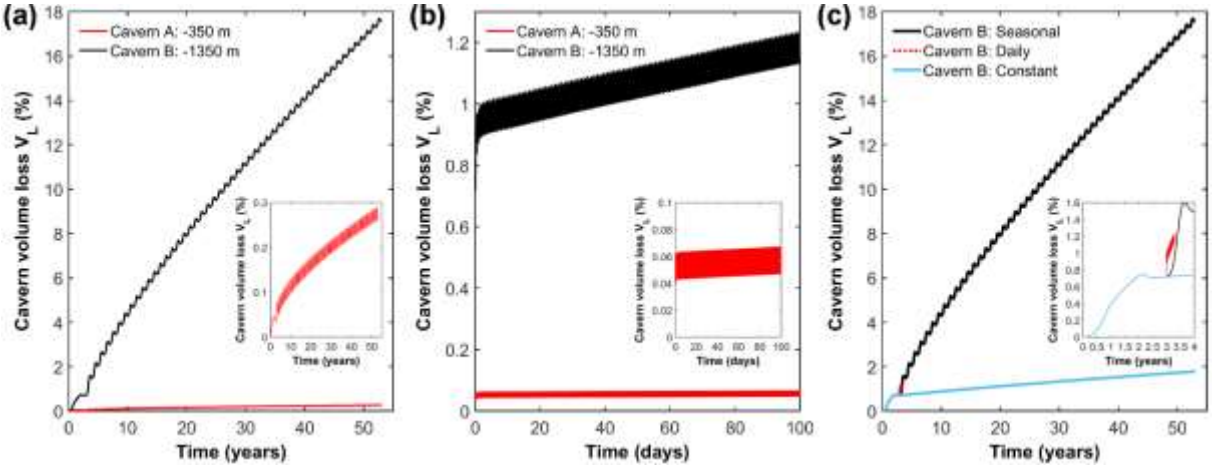 (a)
Cavern A: -350 m
Cavern B: -1350 m
Cavern volume loss V_L (%)
18
16
14
12
10
8
6
4
2
0
0 10 20 30 40 50
Time (years)
Cavern volume loss V_L (%)
0.3
0.2
0.1
0
0 10 20 30 40 50
Time (years)
(b)
Cavern A: -350 m
Cavern B: -1350 m
Cavern volume loss V_L (%)
1.2
1
0.8
0.6
0.4
0.2
0
0 20 40 60 80 100
Time (days)
Cavern volume loss V_L (%)
0.1
0.08
0.06
0.04
0.02
0
0 20 40 60 80 100
Time (days)
(c)
Cavern B: Seasonal
Cavern B: Daily
Cavern B: Constant
Cavern volume loss V_L (%)
18
16
14
12
10
8
6
4
2
0
0 10 20 30 40 50
Time (years)
Cavern volume loss V_L (%)
1.6
1.4
1.2
1
0.8
0.6
0.4
0.2
0
0 0.5 1 1.5 2 2.5 3 3.5 4
Time (years)